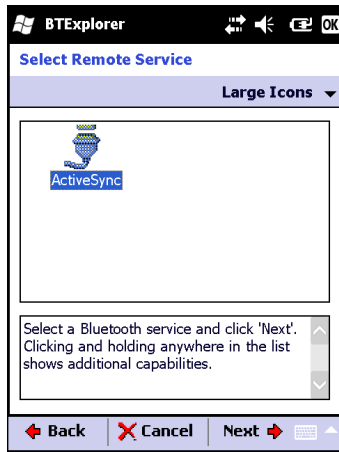 BTExplorer OK
Select Remote Service
Large Icons
ActiveSync
Select a Bluetooth service and click 'Next'.
Clicking and holding anywhere in the list
shows additional capabilities.
Back Cancel Next